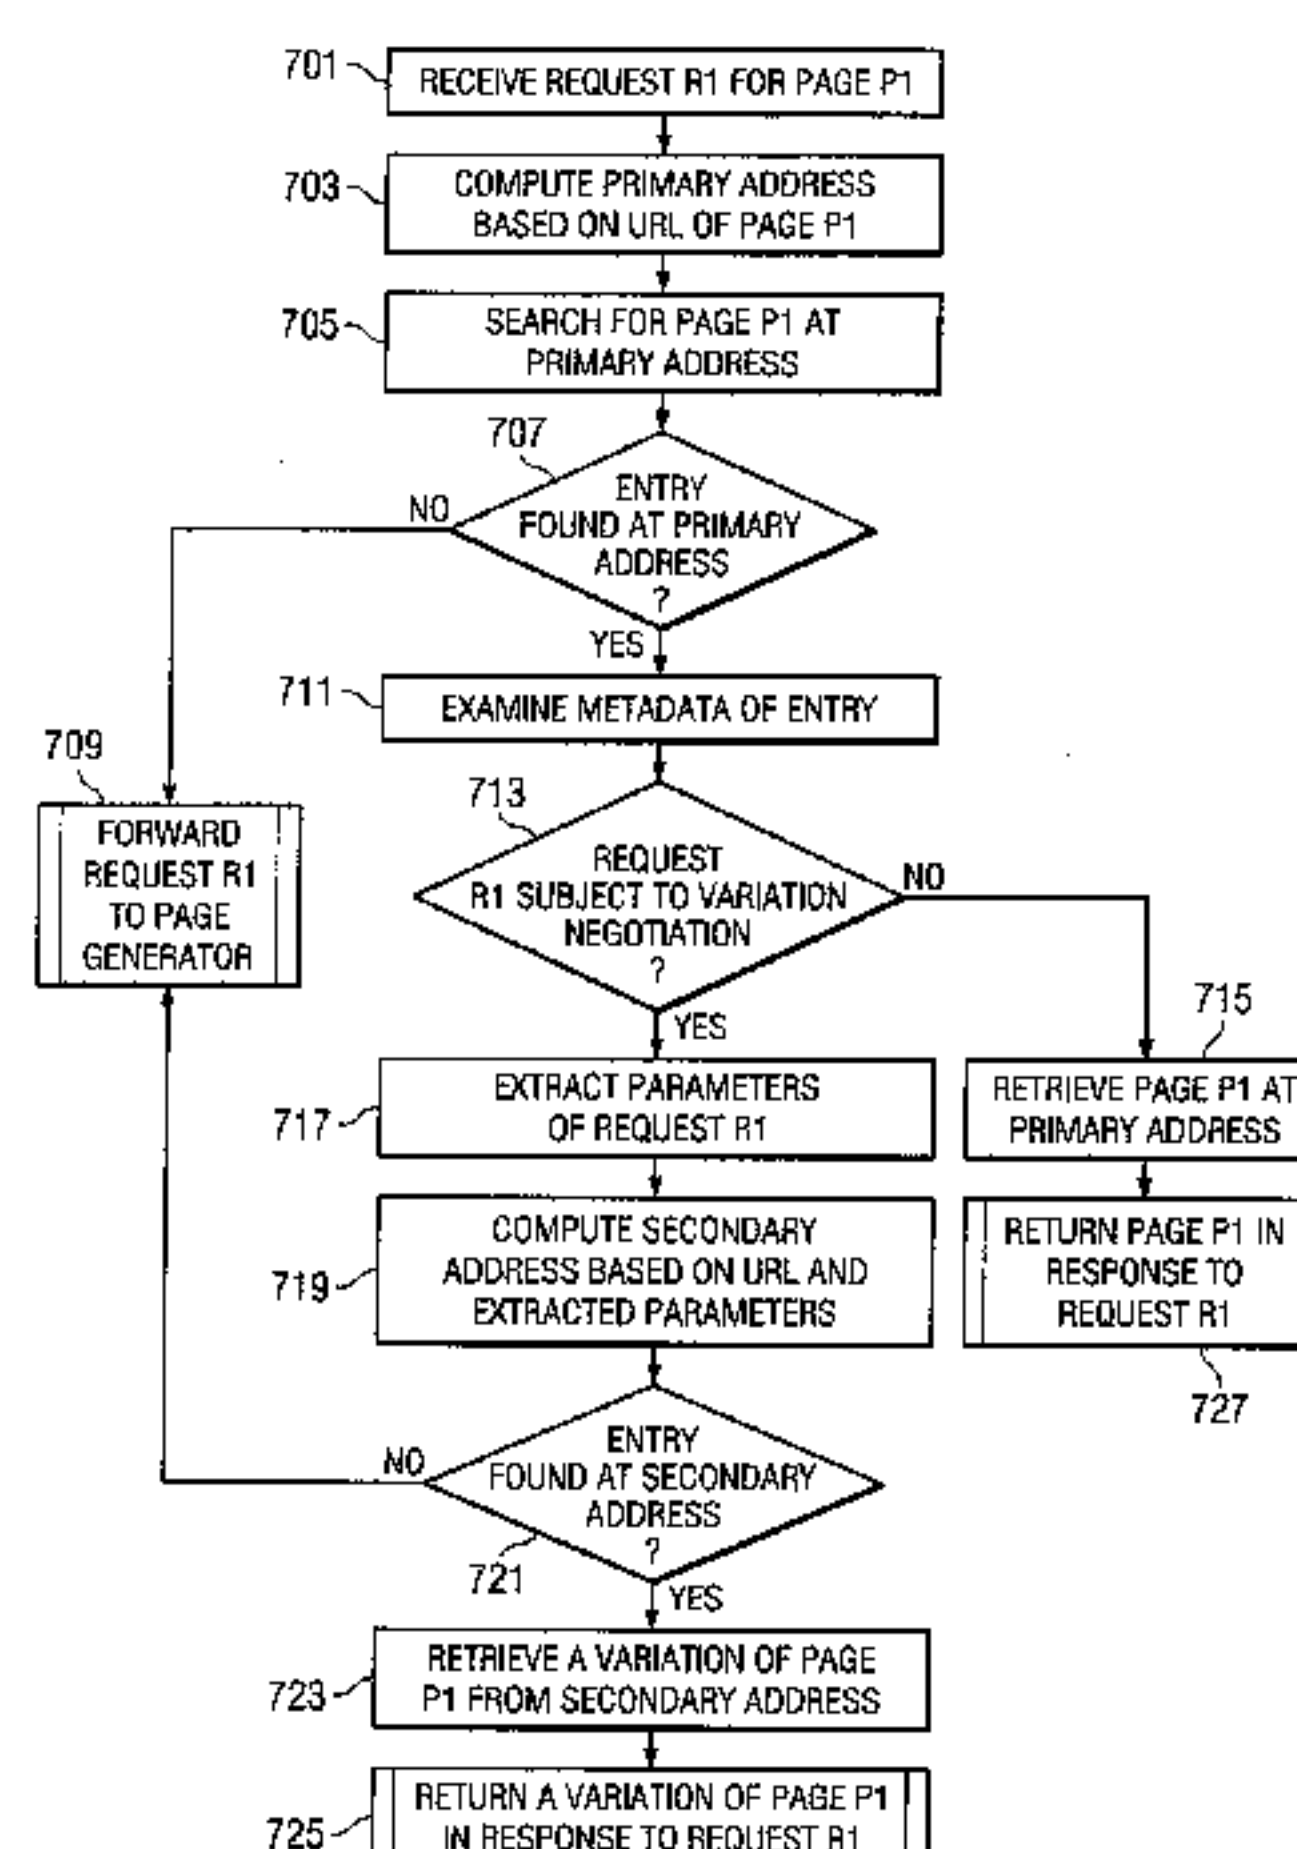 701
RECEIVE REQUEST R1 FOR PAGE P1
703
COMPUTE PRIMARY ADDRESS
BASED ON URL OF PAGE P1
705
SEARCH FOR PAGE P1 AT
PRIMARY ADDRESS
707
ENTRY
FOUND AT PRIMARY
ADDRESS
?
NO
YES
711
EXAMINE METADATA OF ENTRY
709
FORWARD
REQUEST R1
TO PAGE
GENERATOR
713
REQUEST
R1 SUBJECT TO VARIATION
NEGOTIATION
?
NO
YES
715
RETRIEVE PAGE P1 AT
PRIMARY ADDRESS
717
EXTRACT PARAMETERS
OF REQUEST R1
719
COMPUTE SECONDARY
ADDRESS BASED ON URL AND
EXTRACTED PARAMETERS
RETURN PAGE P1 IN
RESPONSE TO
REQUEST R1
727
ENTRY
FOUND AT SECONDARY
ADDRESS
?
NO
721
YES
723
RETRIEVE A VARIATION OF PAGE
P1 FROM SECONDARY ADDRESS
725
RETURN A VARIATION OF PAGE P1
IN RESPONSE TO REQUEST R1